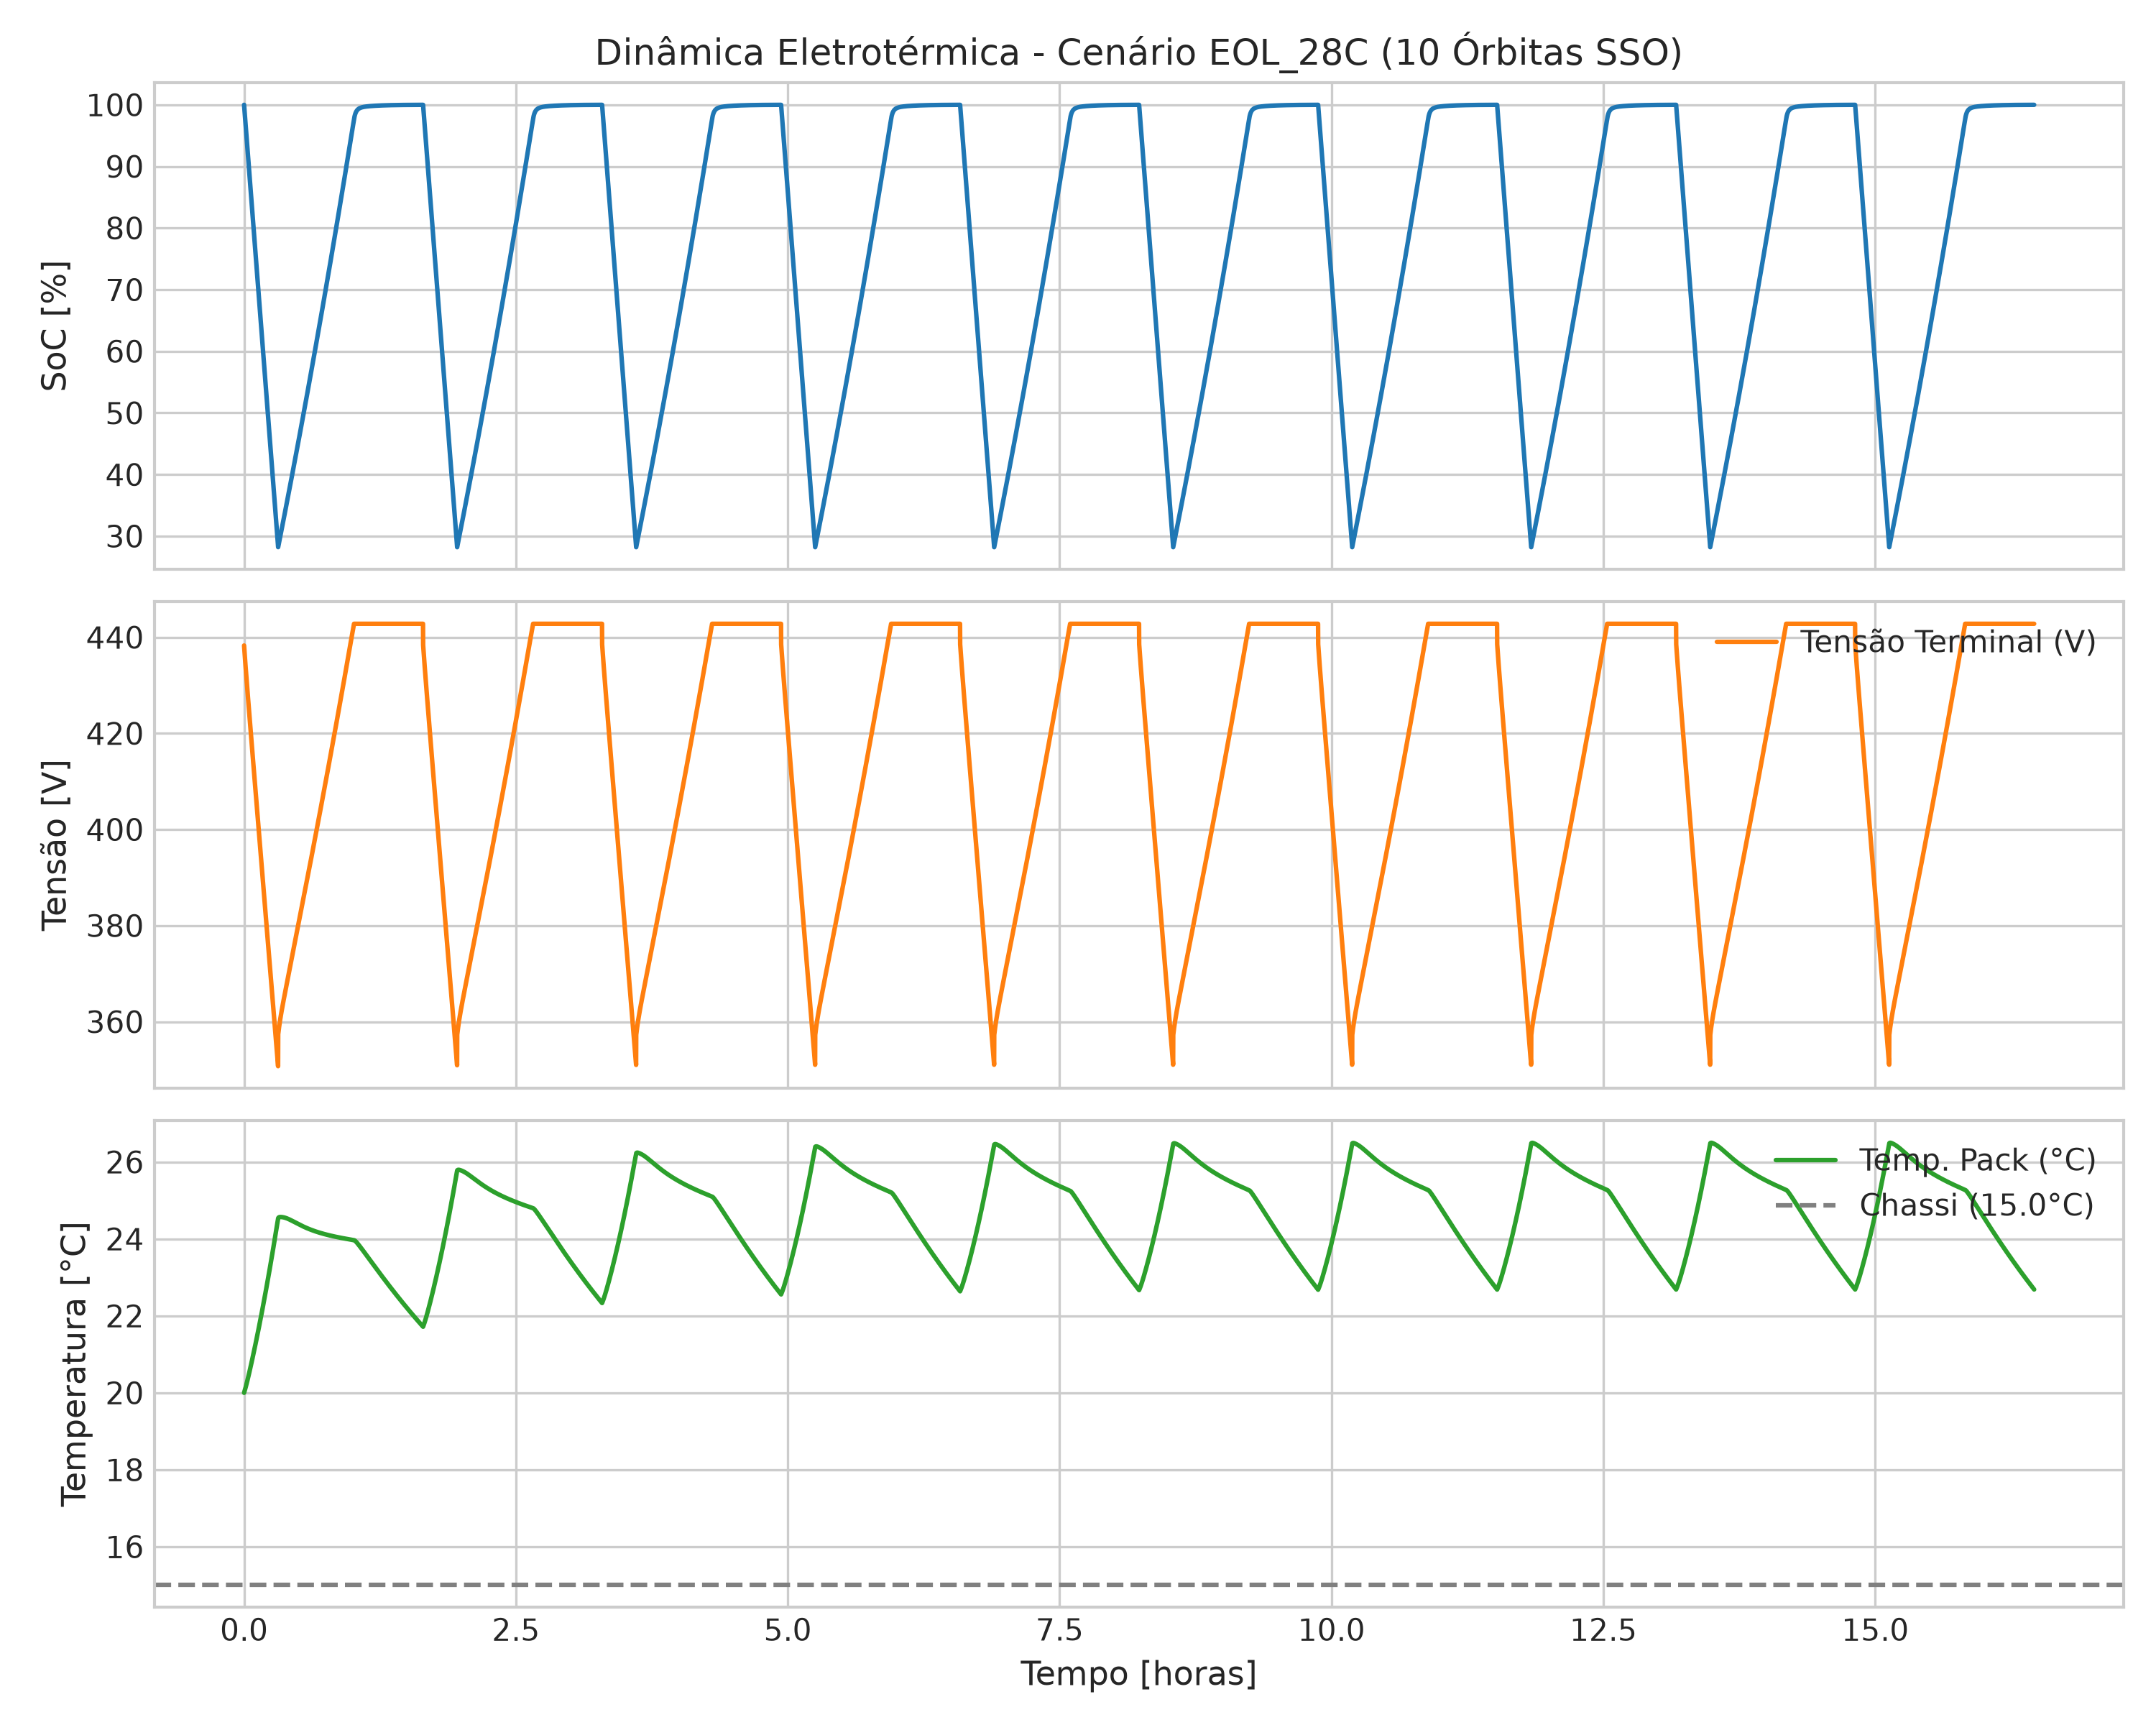 Dinâmica Eletrotérmica - Cenário EOL_28C (10 Órbitas SSO)
100
90
80
70
60
50
40
30
SoC [%]
440
420
400
380
360
Tensão [V]
Tensão Terminal (V)
26
24
22
20
18
16
Temperatura [°C]
Temp. Pack (°C)
Chassi (15.0°C)
0.0 2.5 5.0 7.5 10.0 12.5 15.0
Tempo [horas]